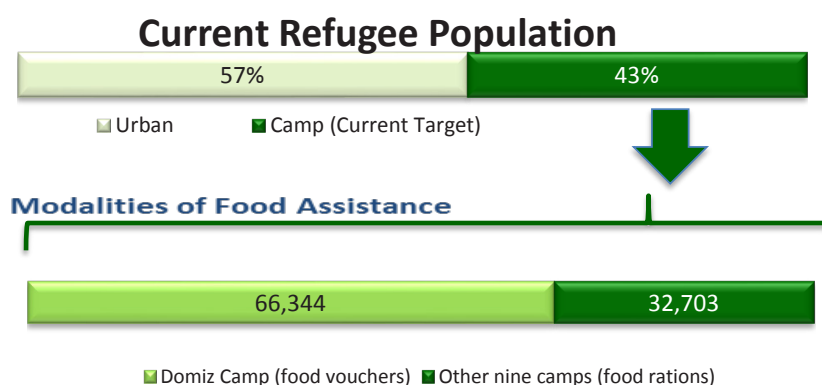 Current Refugee Population
57% 43%
Urban Camp (Current Target)
Modalities of Food Assistance
66,344 32,703
Domiz Camp (food vouchers) Other nine camps (food rations)